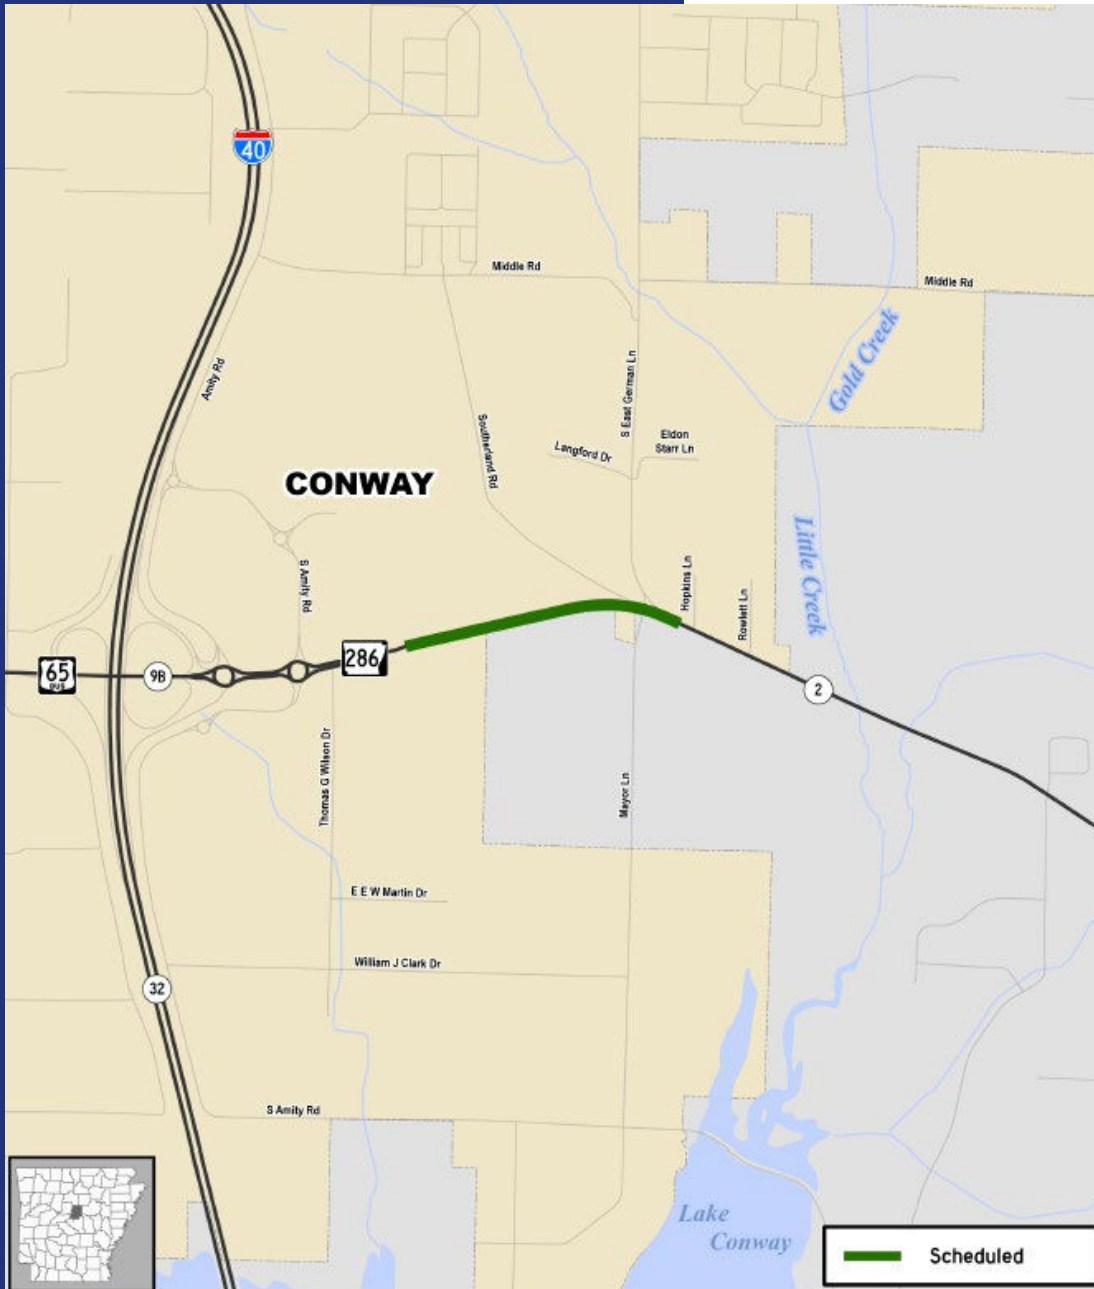 40
Middle Rd
Middle Rd
Gold Creek
Amity Rd
S East German Ln
Southerland Rd
Langford Dr
Eldon
Starr Ln
CONWAY
Little Creek
S Amity Rd
Hopkins Ln
Rowlett Ln
286
65
BUS
9B
2
Thomas G Wilson Dr
Mayor Ln
E E W Martin Dr
William J Clark Dr
32
S Amity Rd
Lake
Conway
Scheduled